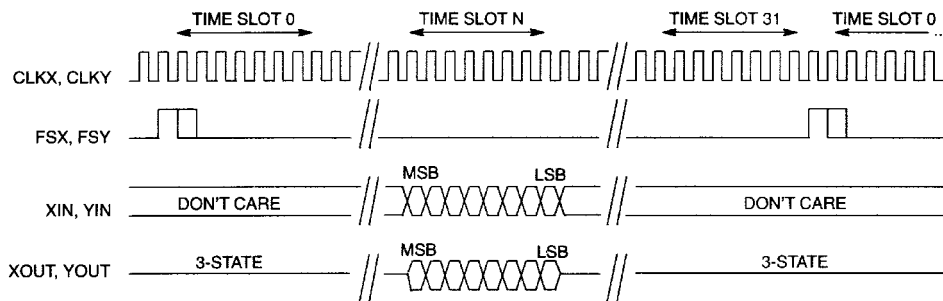 TIME SLOT 0
TIME SLOT N
TIME SLOT 31
TIME SLOT 0
CLKX, CLKY
FSX, FSY
MSB
LSB
XIN, YIN
DON'T CARE
DON'T CARE
MSB
LSB
XOUT, YOUT
3-STATE
3-STATE